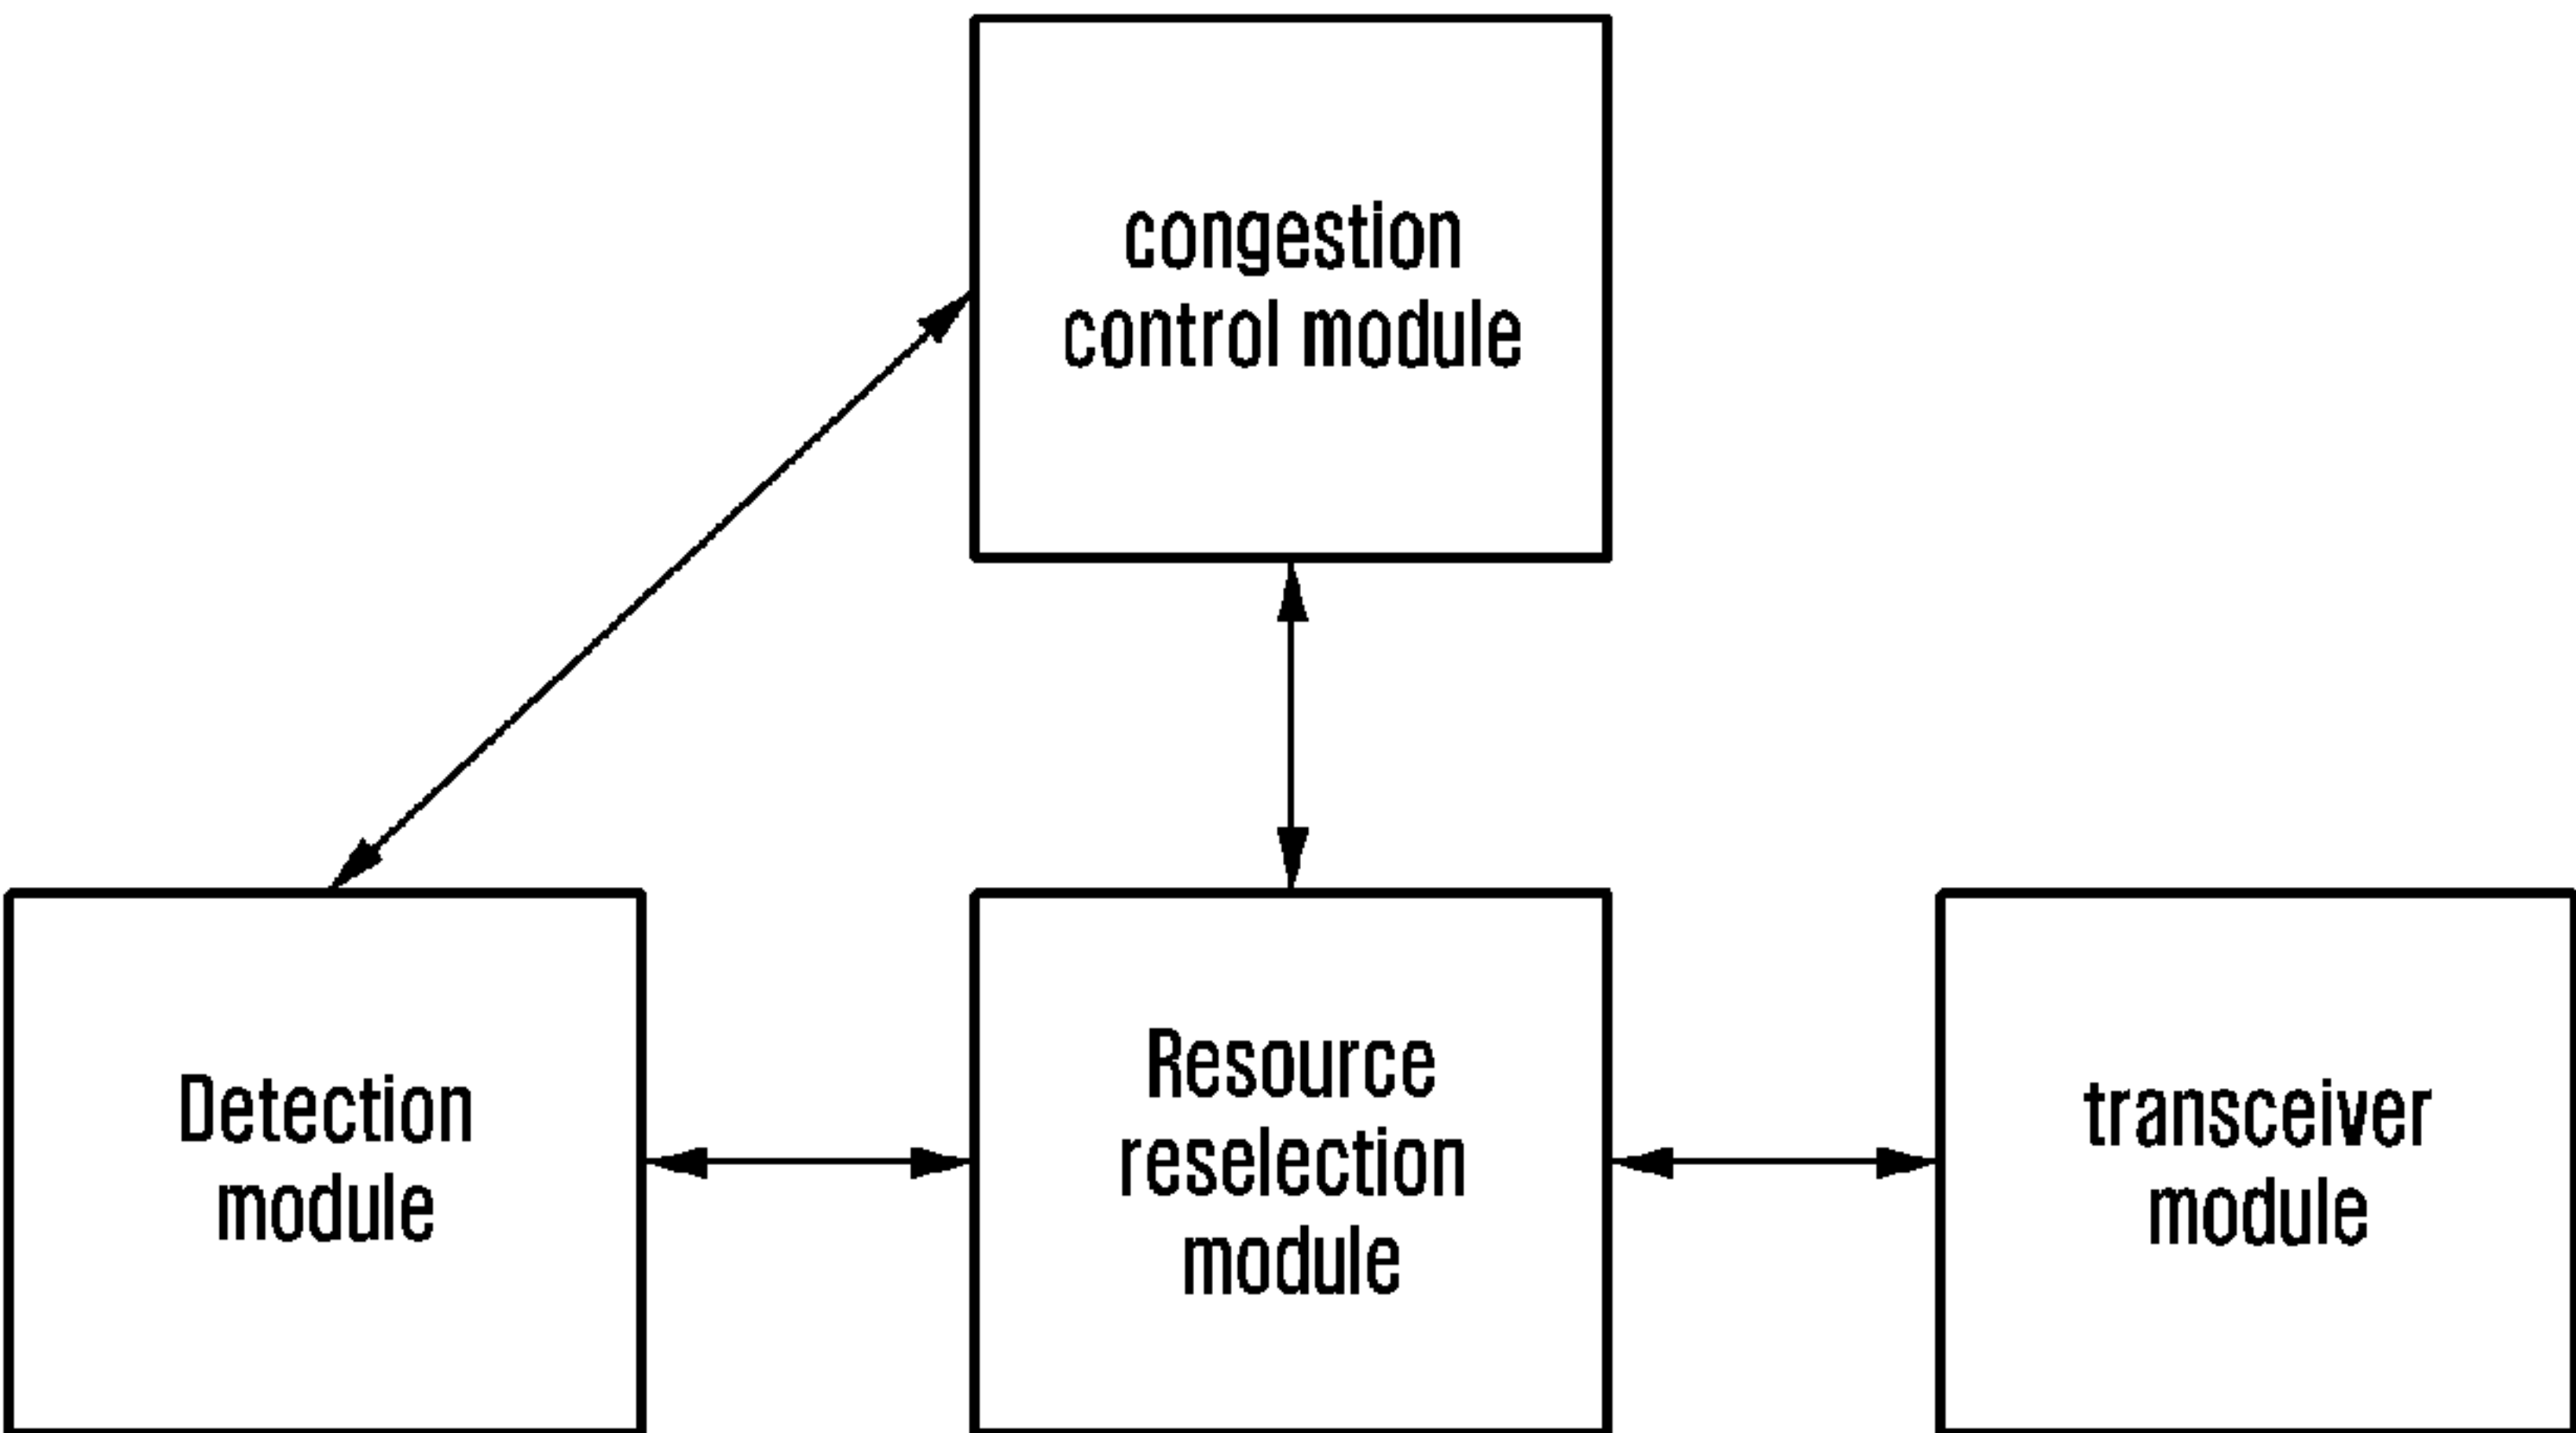 congestion
control module
Detection
module
Resource
reselection
module
transceiver
module